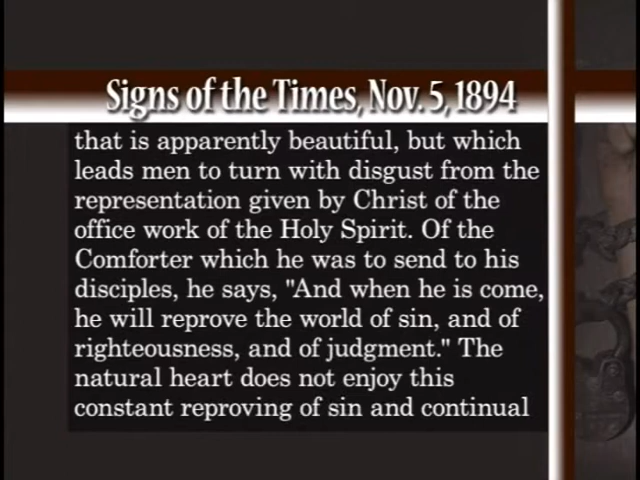 Signs of the Times, Nov. 5, 1894
that is apparently beautiful, but which
leads men to turn with disgust from the
representation given by Christ of the
office work of the Holy Spirit. Of the
Comforter which he was to send to his
disciples, he says, "And when he is come,
he will reprove the world of sin, and of
righteousness, and of judgment." The
natural heart does not enjoy this
constant reproving of sin and continual